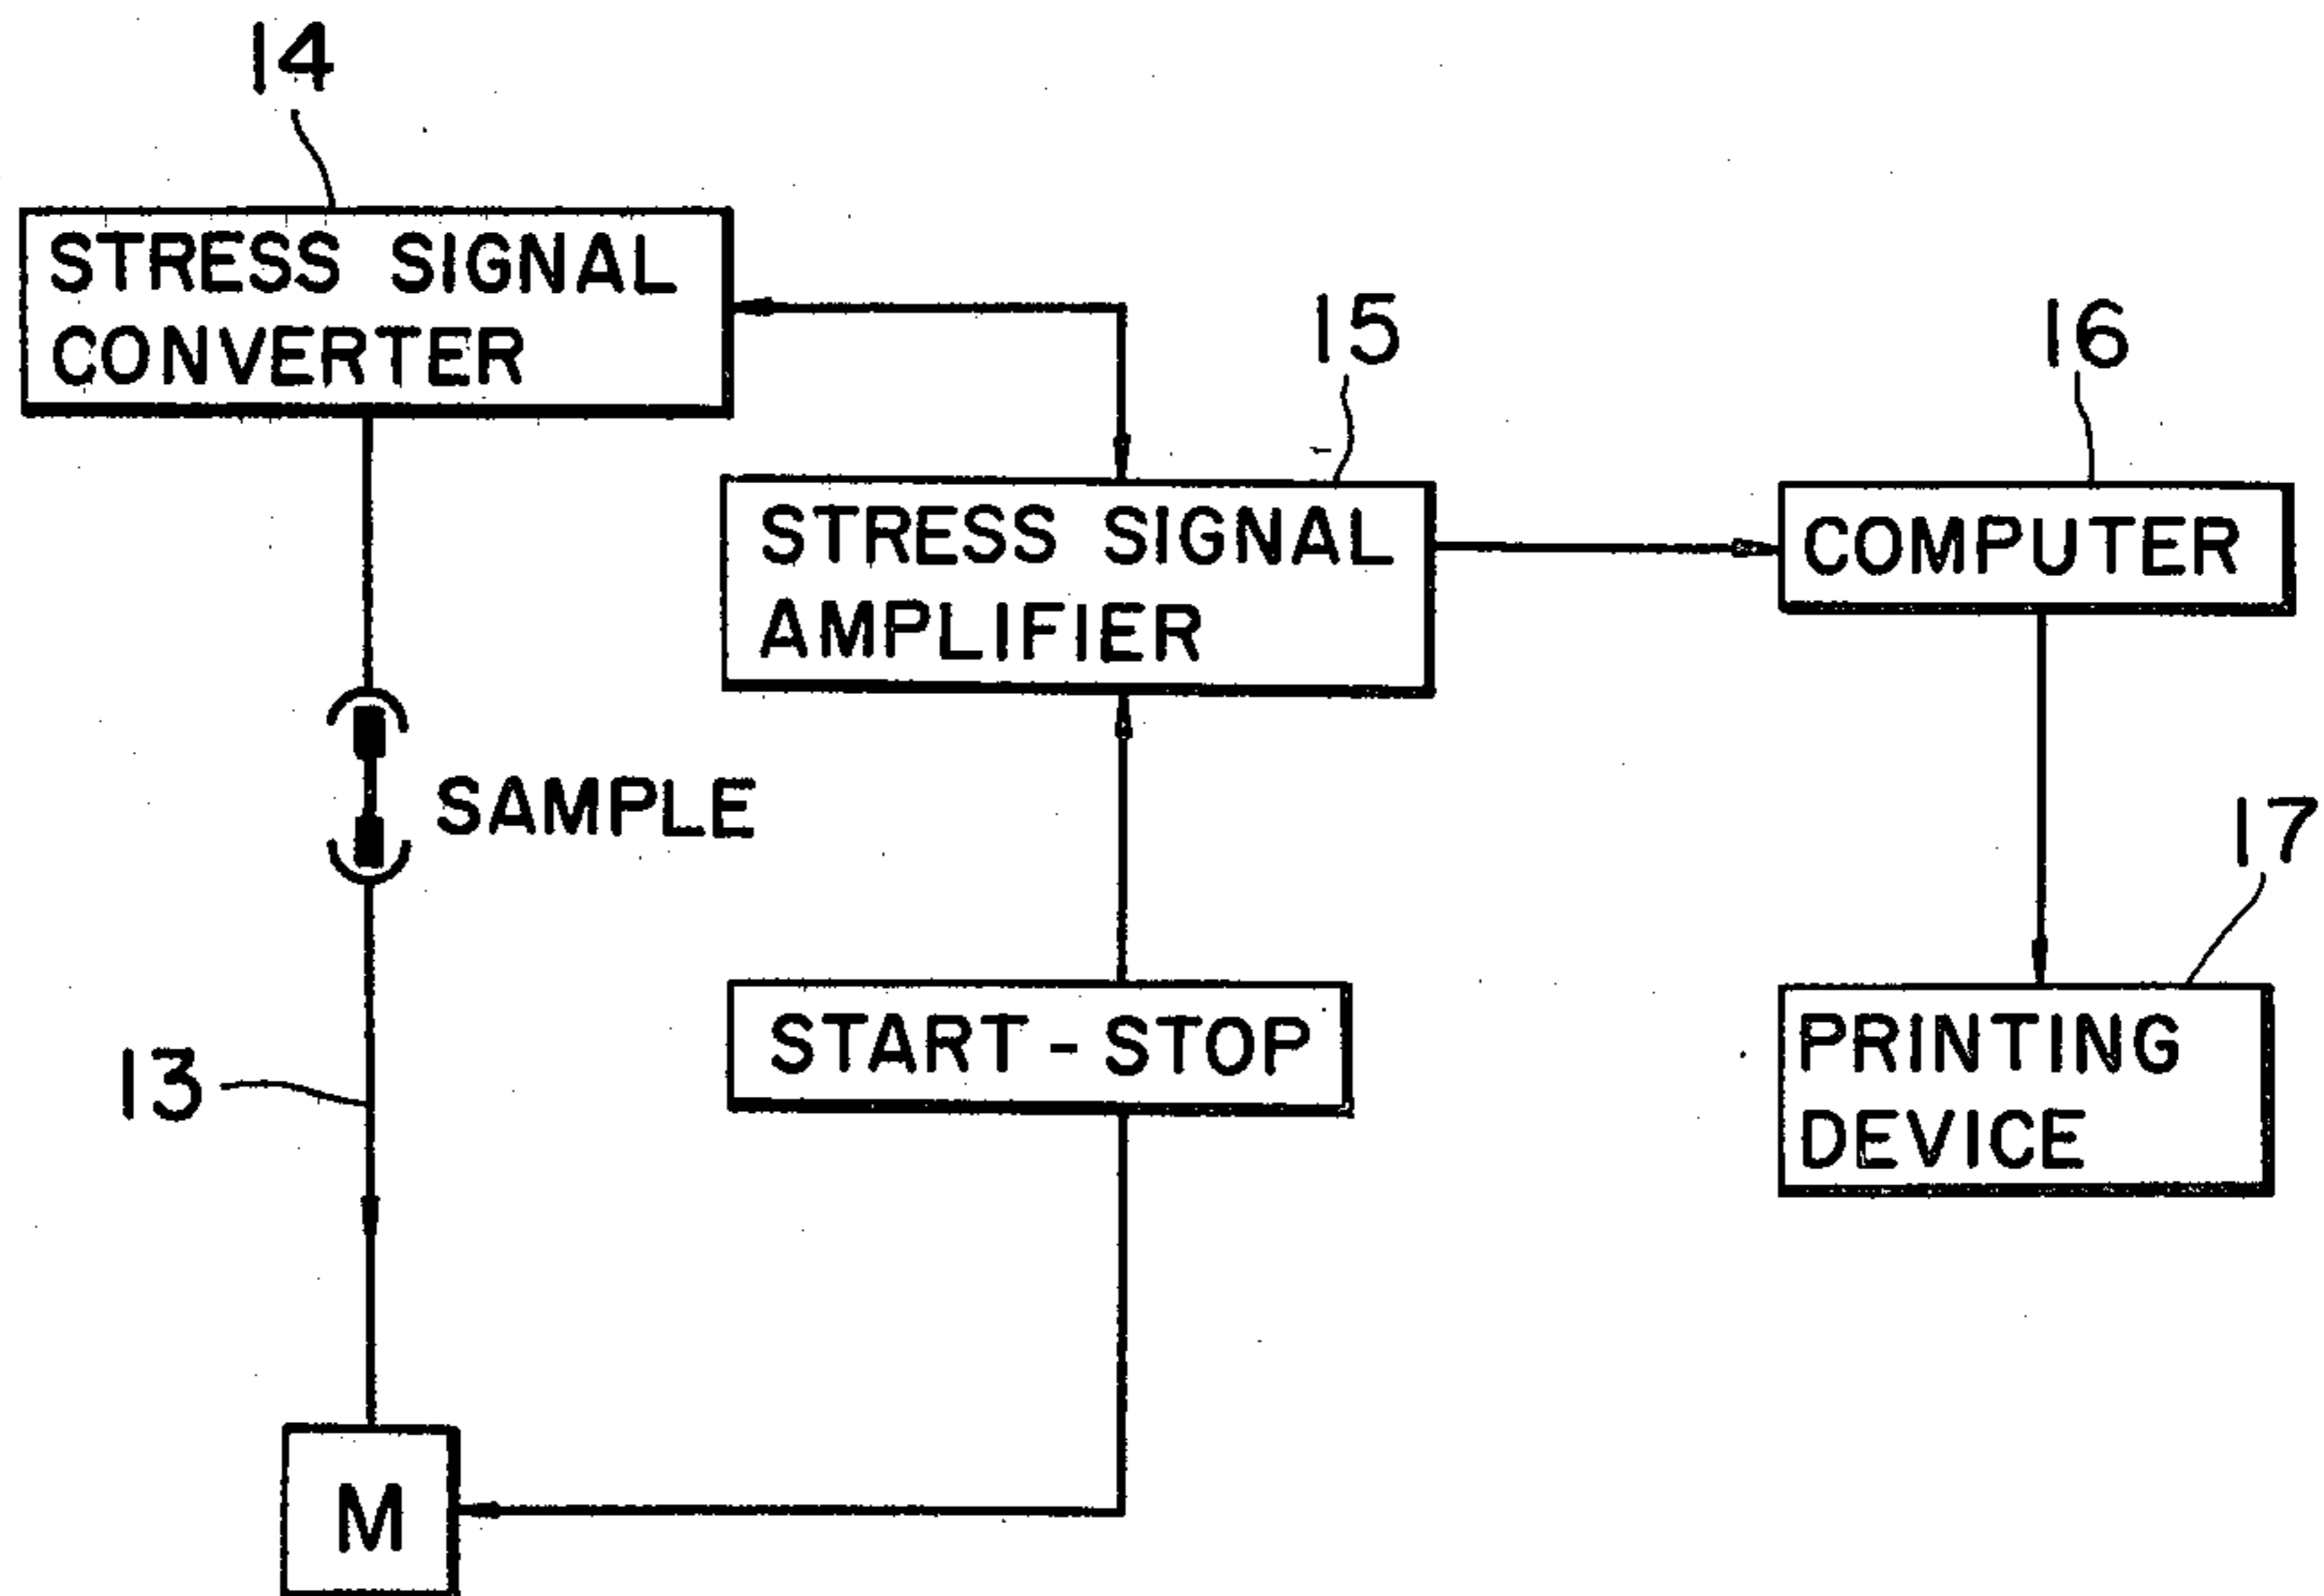 14
STRESS SIGNAL
CONVERTER
15
16
STRESS SIGNAL
AMPLIFIER
COMPUTER
SAMPLE
17
13
START - STOP
PRINTING
DEVICE
M